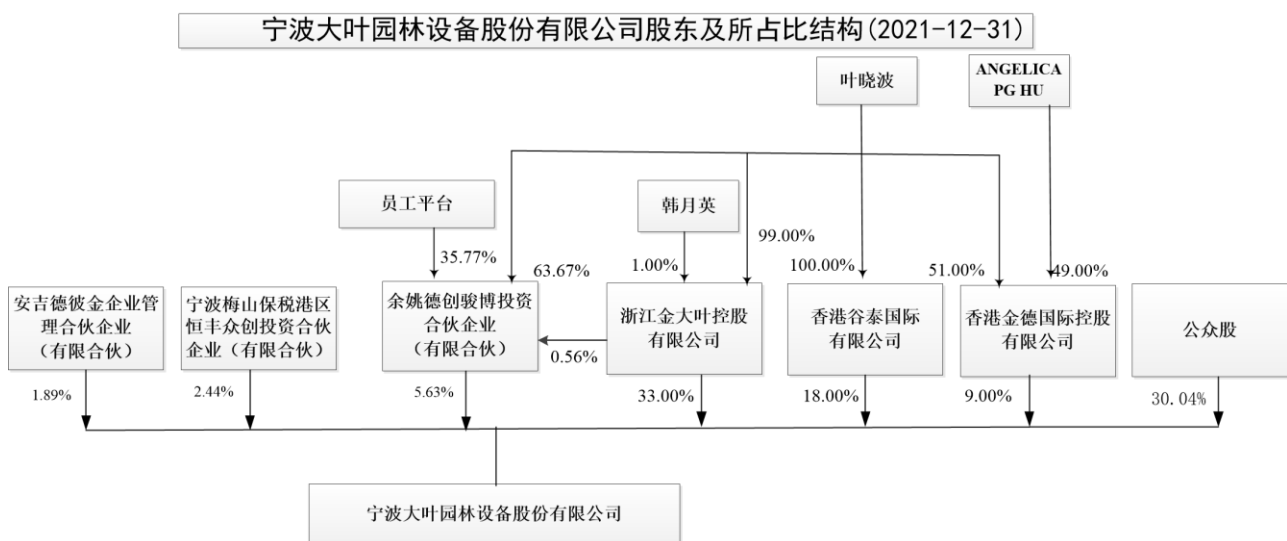 宁波大叶园林设备股份有限公司股东及所占比结构(2021-12-31)
叶晓波
ANGELICA
PG HU
员工平台
韩月英
35.77%
63.67%
1.00%
99.00%
100.00%
51.00%
49.00%
安吉德彼金企业管
理合伙企业
（有限合伙）
宁波梅山保税港区
恒丰众创投资合伙
企业（有限合伙）
余姚德创骏博投资
合伙企业
（有限合伙）
0.56%
浙江金大叶控股
有限公司
香港谷泰国际
有限公司
香港金德国际控股
有限公司
公众股
1.89%
2.44%
5.63%
33.00%
18.00%
9.00%
30.04%
宁波大叶园林设备股份有限公司